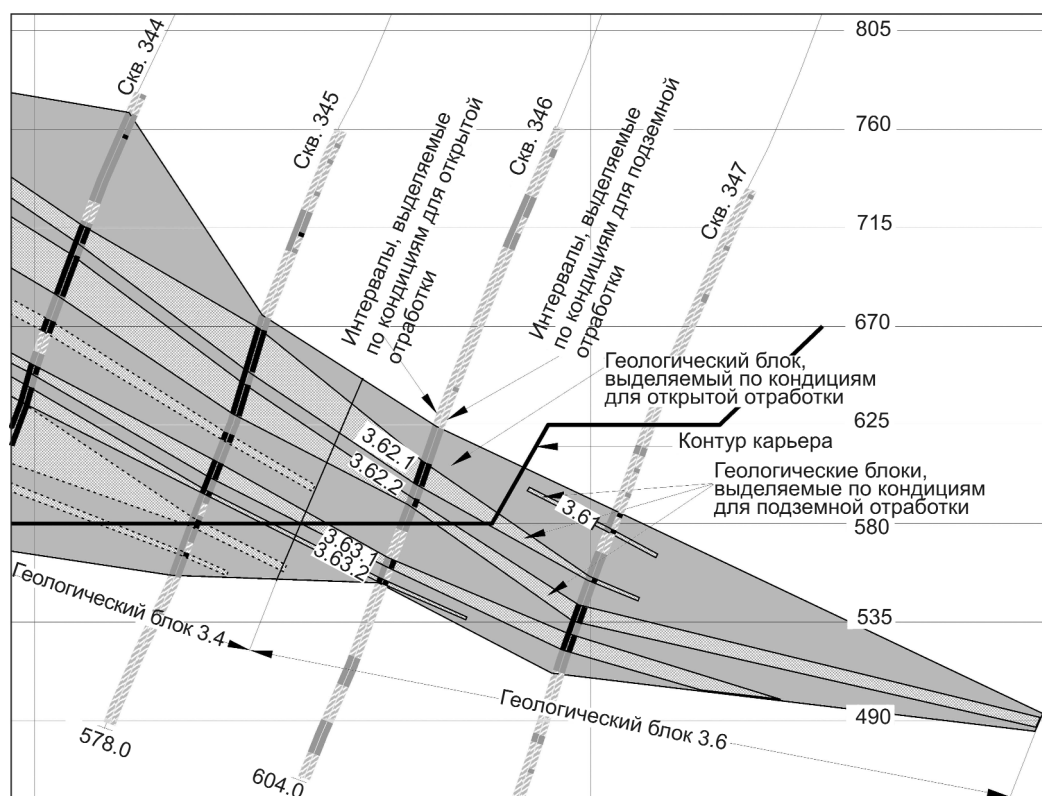 Скв. 344
Скв. 345
Скв. 346
Скв. 347
805
760
715
670
625
580
535
490
Интервалы, выделяемые
по кондициям для открытой
отработки
Интервалы, выделяемые
по кондициям для подземной
отработки
Геологический блок,
выделяемый по кондициям
для открытой отработки
Контур карьера
Геологические блоки,
выделяемые по кондициям
для подземной отработки
3.62.1
3.62.2
3.61
3.63.1
3.63.2
Геологический блок 3.4
Геологический блок 3.6
578.0
604.0